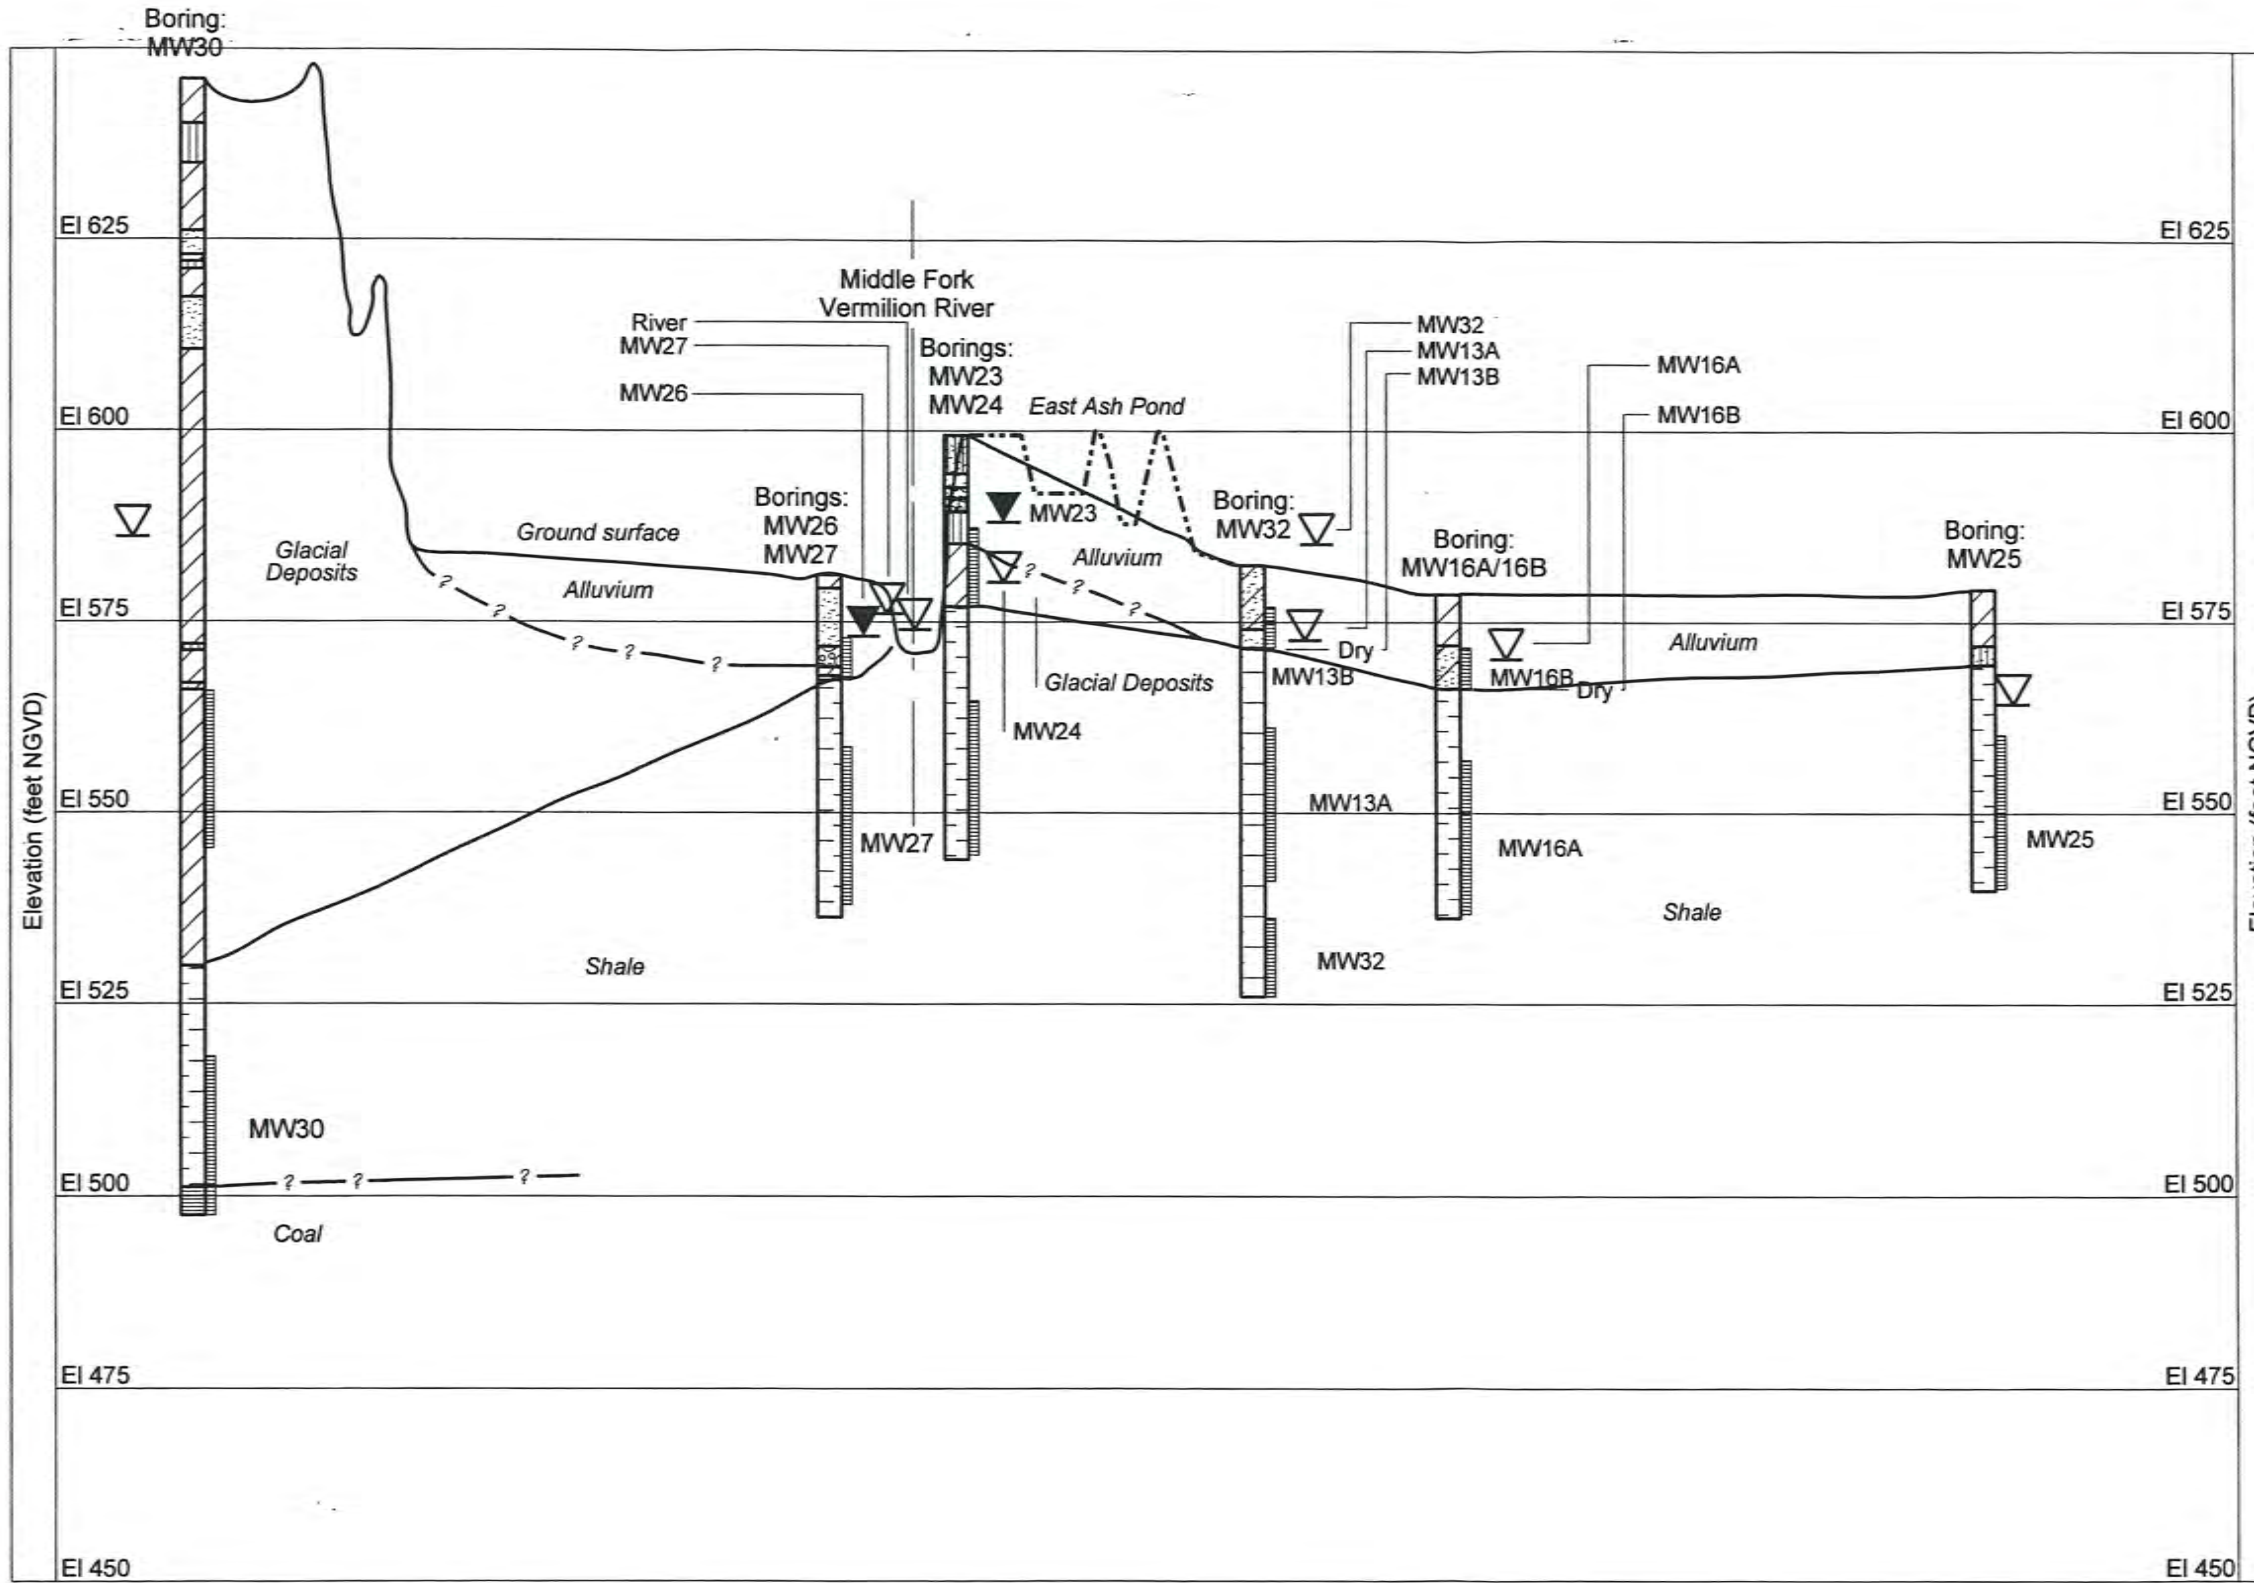 Boring:
MW30
El 625
El 625
Middle Fork
Vermilion River
River
MW27
MW26
Borings:
MW23
MW24
MW32
MW13A
MW13B
MW16A
MW16B
El 600
East Ash Pond
El 600
Borings:
MW26
MW27
MW23
Boring:
MW32
Boring:
MW16A/16B
Boring:
MW25
Glacial
Deposits
Ground surface
Alluvium
Alluvium
El 575
El 575
? ? ? ? ?
? ? ?
Dry
Alluvium
MW13B
MW16B
Dry
Glacial Deposits
MW24
Elevation (feet NGVD)
El 550
MW13A
El 550
MW27
MW16A
MW25
Shale
Shale
MW32
El 525
El 525
MW30
El 500
? ? ?
El 500
Coal
El 475
El 475
El 450
El 450